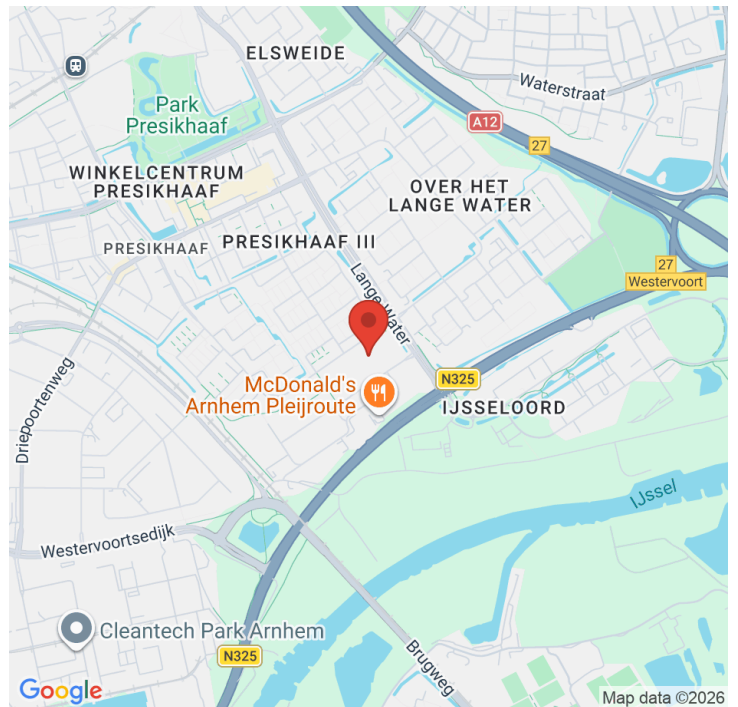 ELSWEIDE
Waterstraat
Park
Presikhaaf
A12
27
WINKELCENTRUM
PRESIKHAAF
OVER HET
LANGE WATER
PRESIKHAAF
PRESIKHAAF III
27
Westervoort
Lange Water
McDonald's
Arnhem Pleijroute
N325
IJSSELOORD
Driepoortenweg
IJssel
Westervoortsedijk
Cleantech Park Arnhem
N325
Brugweg
Google
Map data ©2026